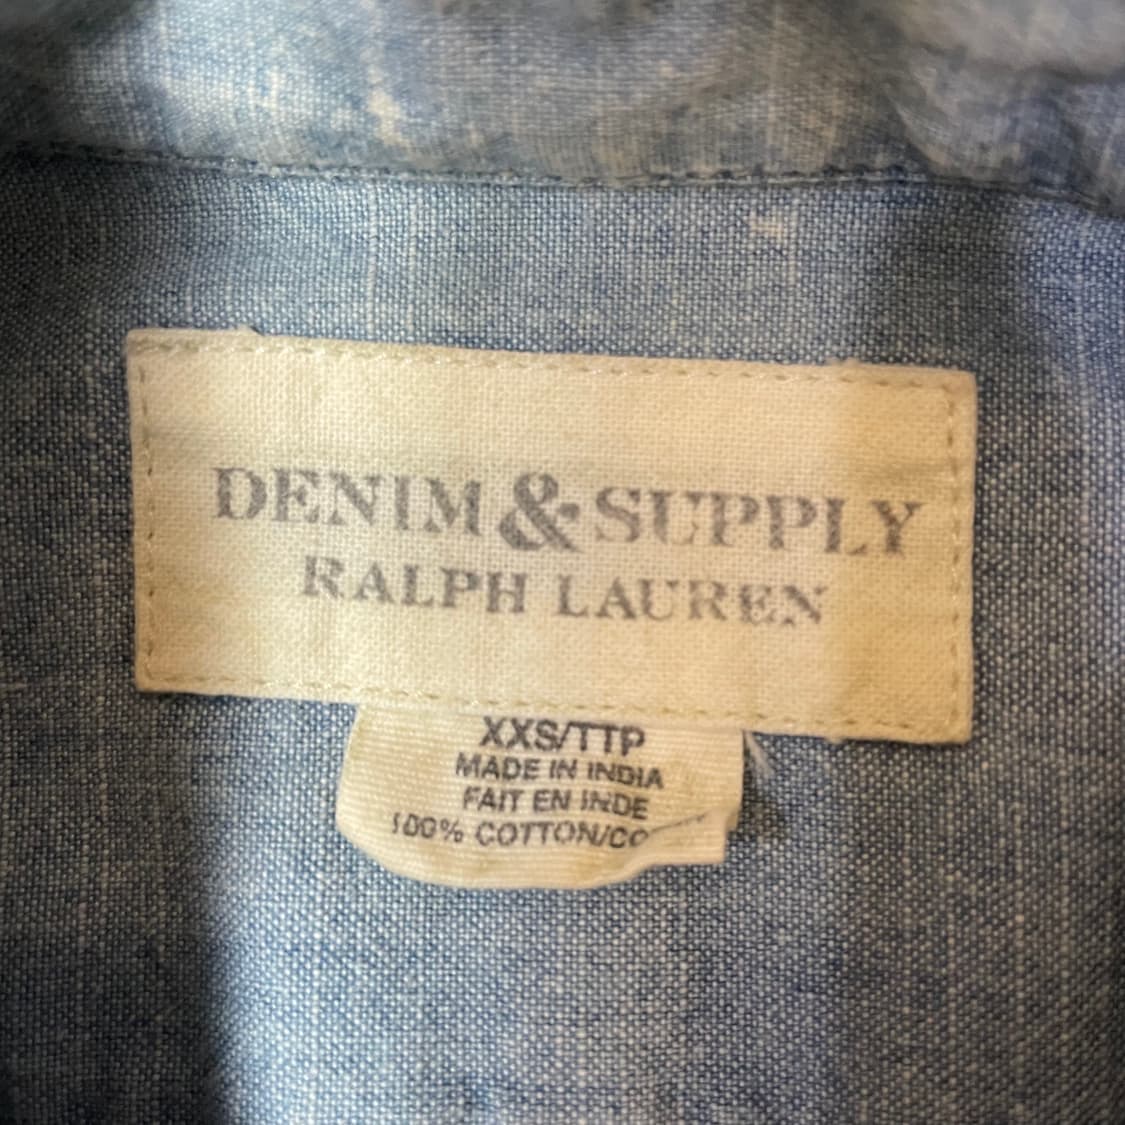 DENIM & SUPPLY
RALPH LAUREN
XXS/TTP
MADE IN INDIA
FAIT EN INDE
100% COTTON/CO